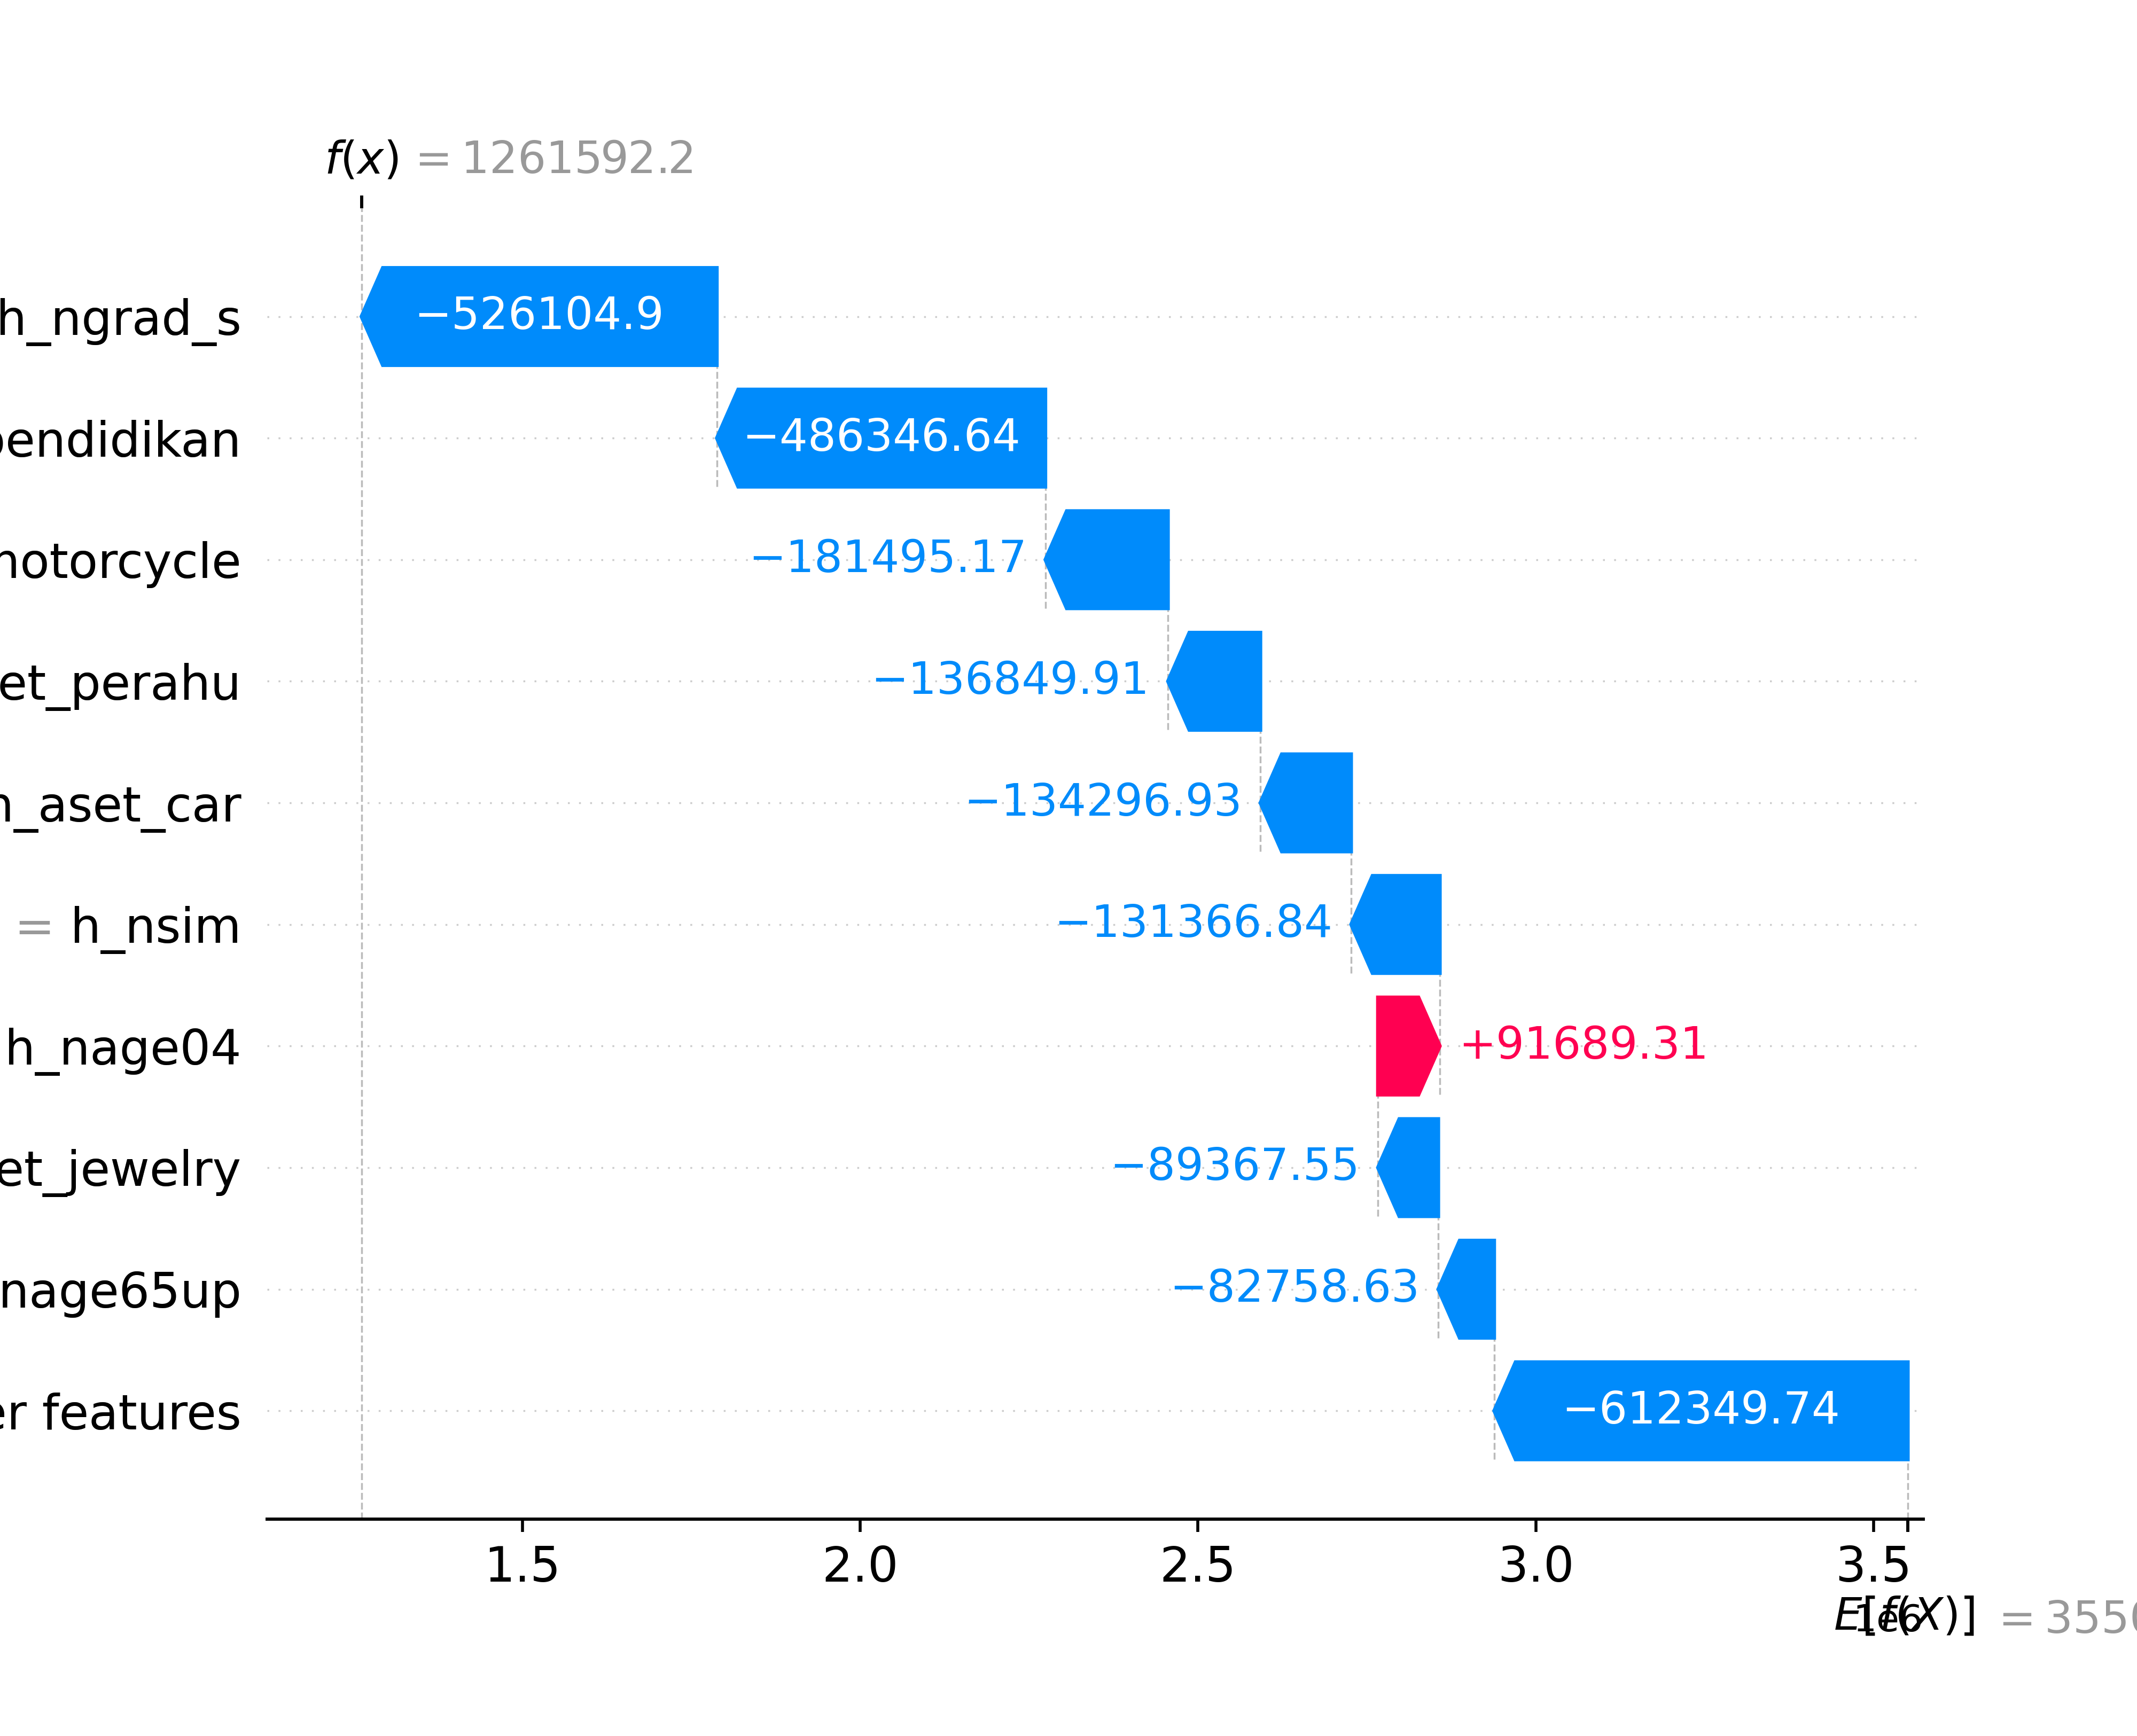 f(x) = 1261592.2
h_ngrad_s −526104.9
pendidikan −486346.64
motorcycle −181495.17
et_perahu −136849.91
h_aset_car −134296.93
= h_nsim −131366.84
h_nage04 +91689.31
et_jewelry −89367.55
nage65up −82758.63
er features −612349.74
1.5 2.0 2.5 3.0 3.5
1e6
E[f(X)] = 3550